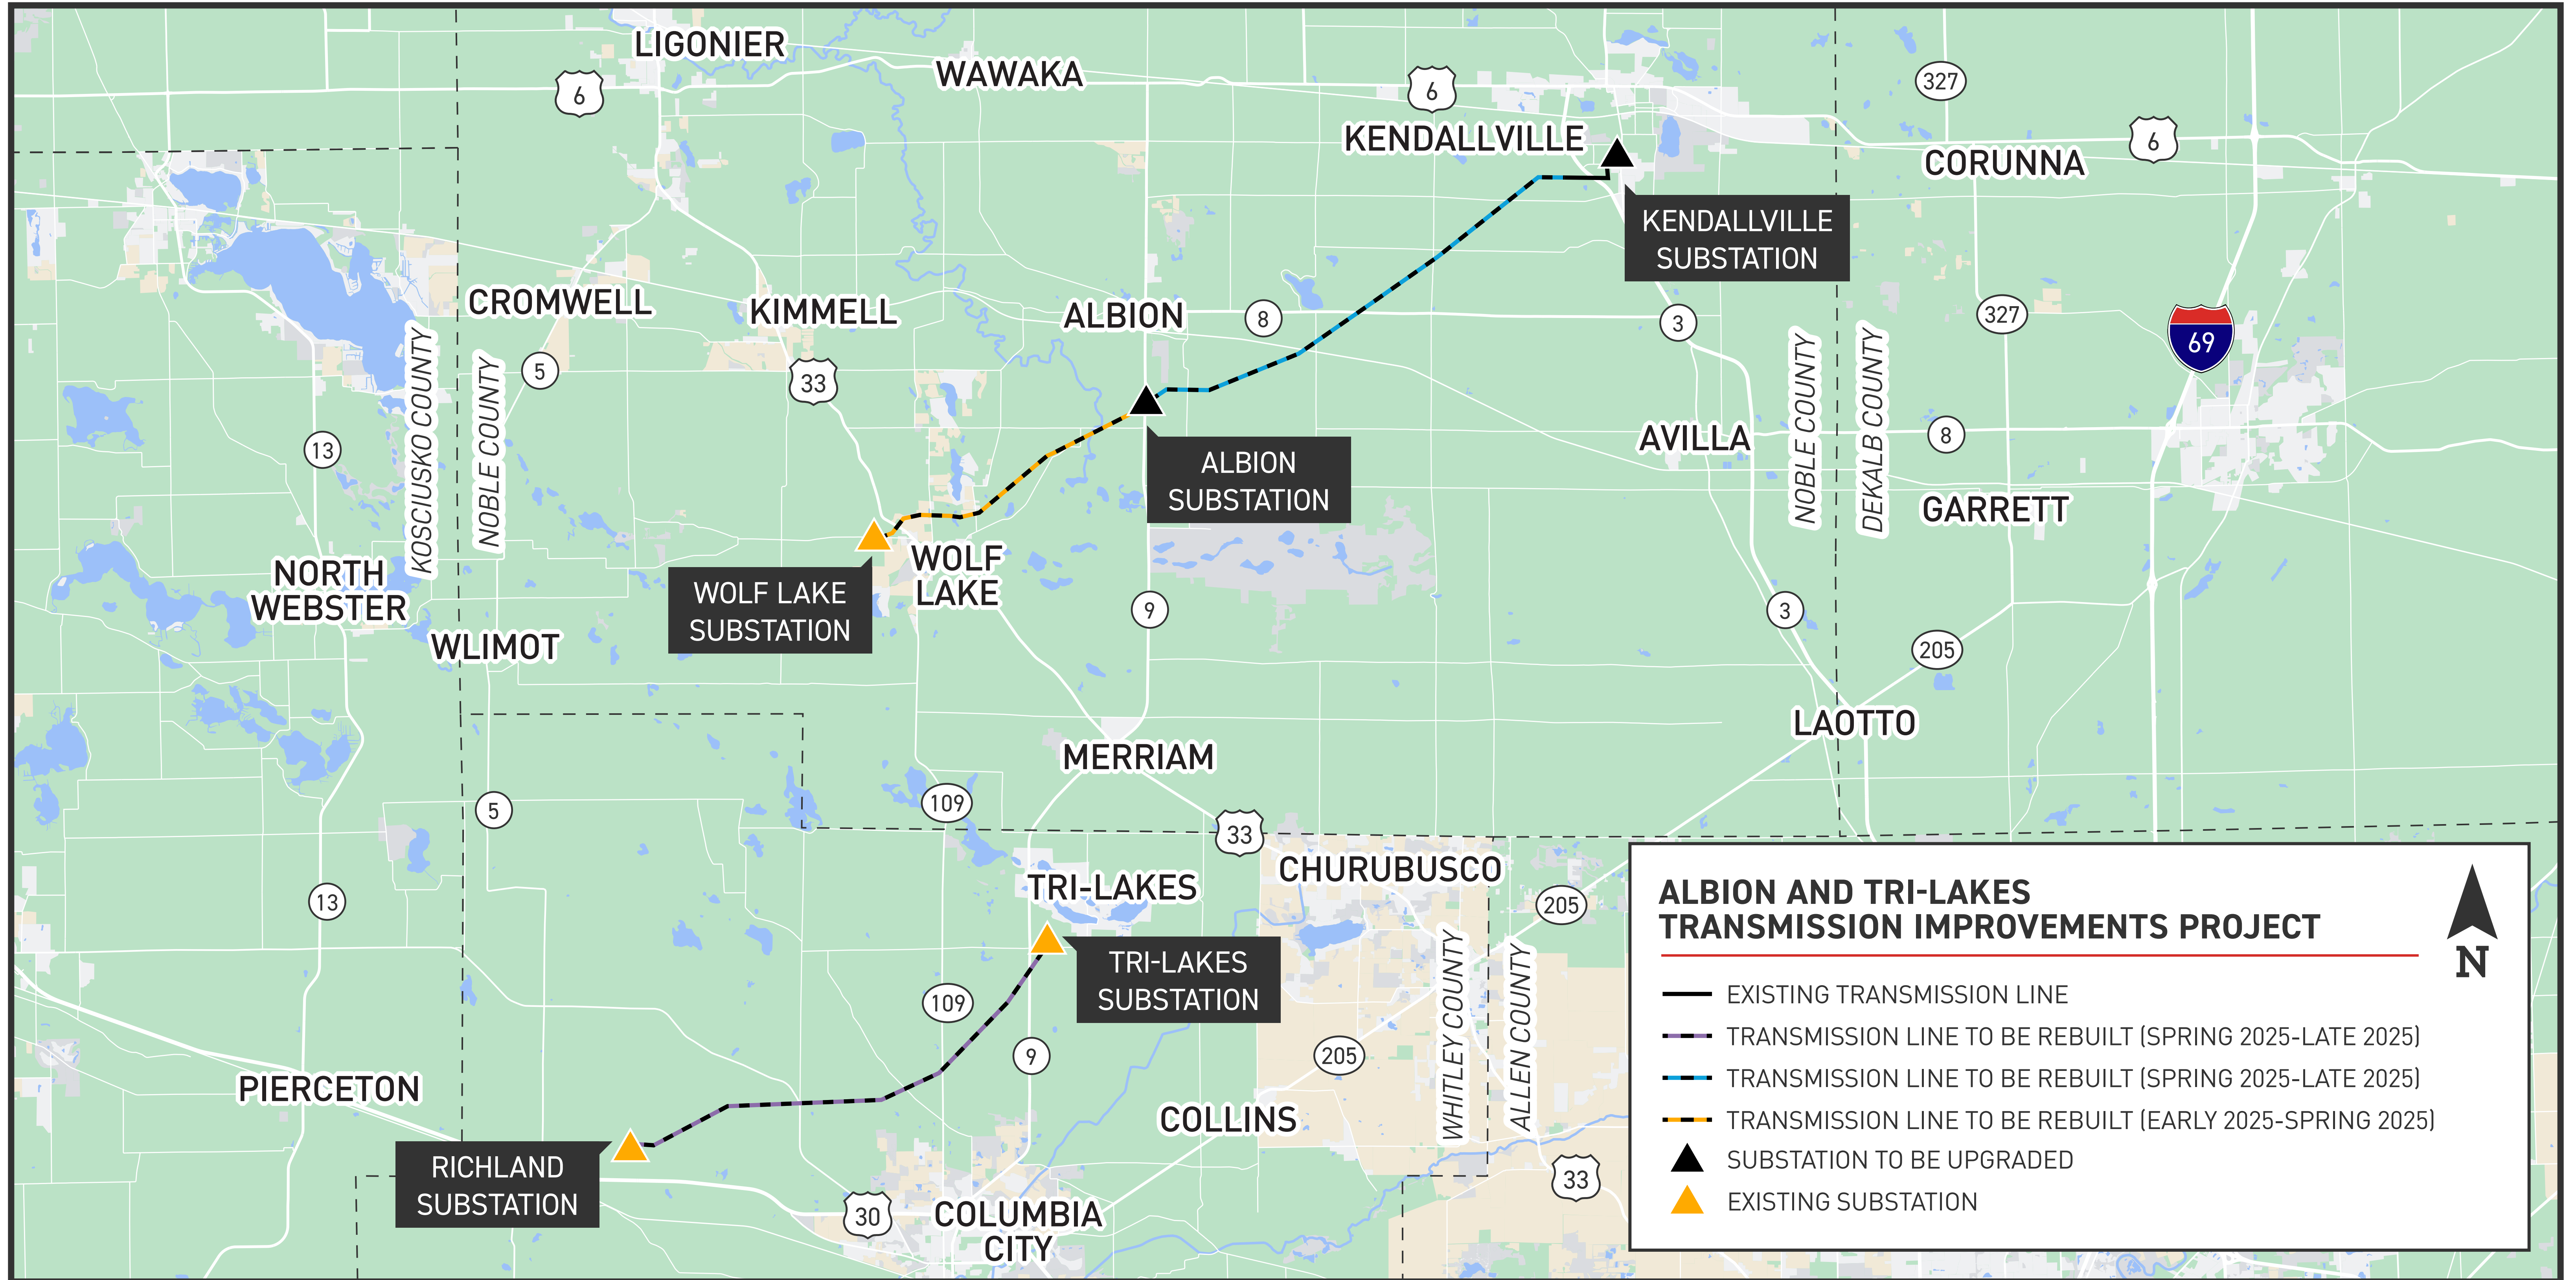 LIGONIER
WAWAKA
6
6
327
KENDALLVILLE
6
CORUNNA
KENDALLVILLE
SUBSTATION
CROMWELL
KIMMELL
ALBION
8
3
327
69
KOSCIUSKO COUNTY
NOBLE COUNTY
5
33
NOBLE COUNTY
DEKALB COUNTY
13
AVILLA
8
ALBION
SUBSTATION
GARRETT
NORTH
WEBSTER
WOLF
LAKE
WOLF LAKE
SUBSTATION
9
3
WLIMOT
205
LAOTTO
MERRIAM
5
109
33
CHURUBUSCO
TRI-LAKES
13
205
TRI-LAKES
SUBSTATION
109
9
205
WHITLEY COUNTY
ALLEN COUNTY
PIERCETON
COLLINS
RICHLAND
SUBSTATION
33
30
COLUMBIA
CITY
ALBION AND TRI-LAKES
TRANSMISSION IMPROVEMENTS PROJECT
N
EXISTING TRANSMISSION LINE
TRANSMISSION LINE TO BE REBUILT (SPRING 2025-LATE 2025)
TRANSMISSION LINE TO BE REBUILT (SPRING 2025-LATE 2025)
TRANSMISSION LINE TO BE REBUILT (EARLY 2025-SPRING 2025)
SUBSTATION TO BE UPGRADED
EXISTING SUBSTATION